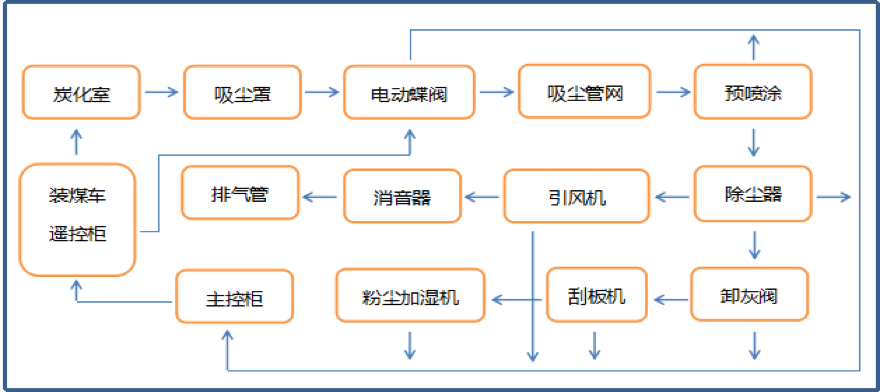 炭化室
吸尘罩
电动蝶阀
吸尘管网
预喷涂
装煤车
遥控柜
排气管
消音器
引风机
除尘器
主控柜
粉尘加湿机
刮板机
卸灰阀